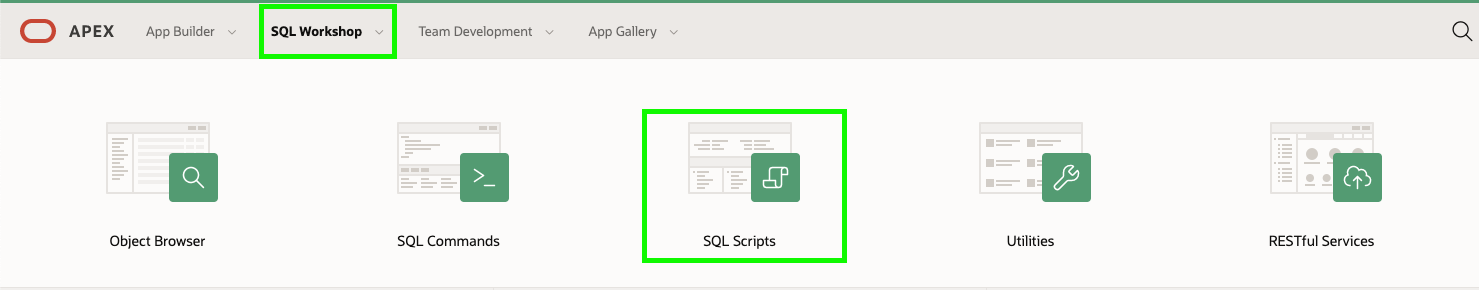 APEX App Builder SQL Workshop Team Development App Gallery
Object Browser SQL Commands SQL Scripts Utilities RESTful Services